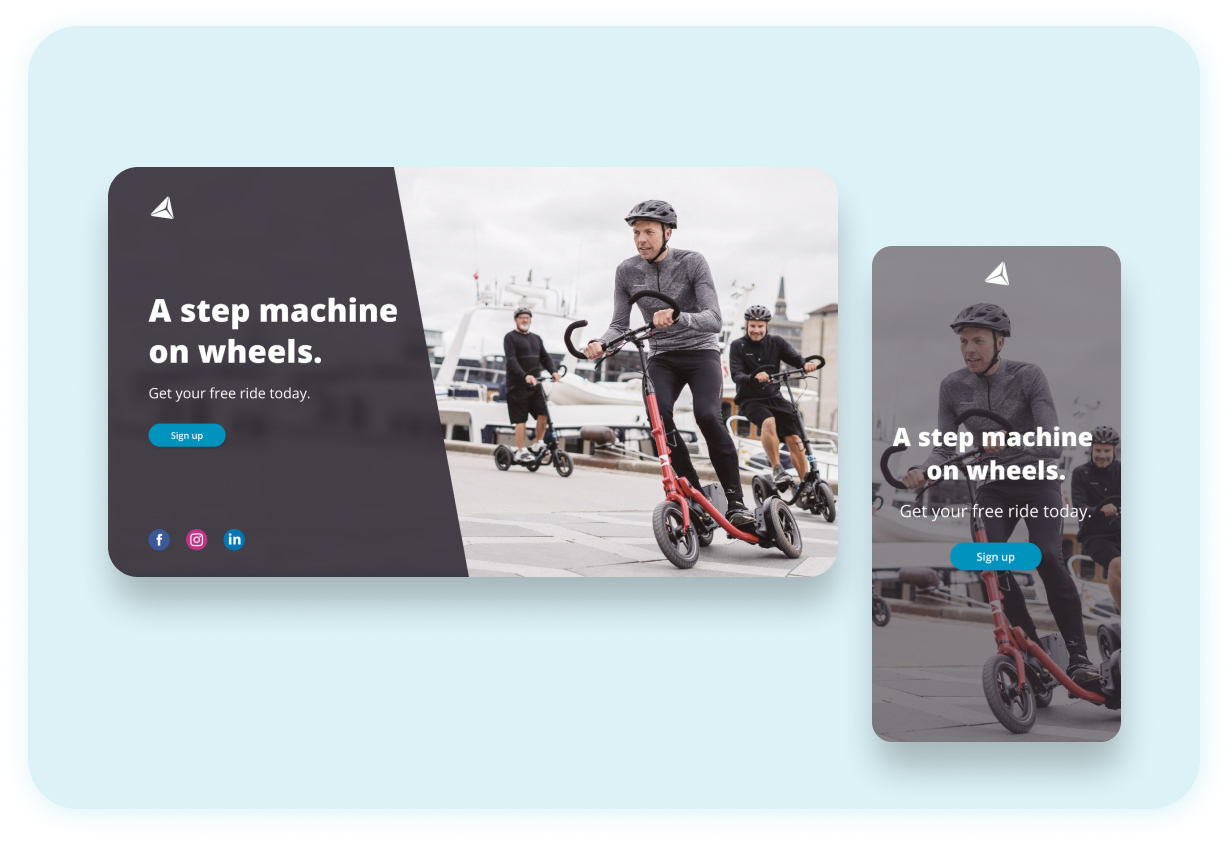 A step machine
on wheels.
Get your free ride today.
Sign up
f
in
A step machine
on wheels.
Get your free ride today.
Sign up